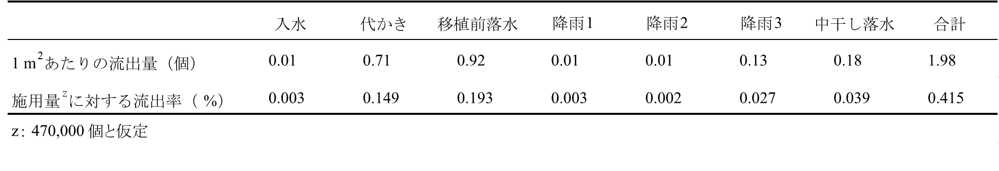 入水 代かき 移植前落水 降雨1 降雨2 降雨3 中干し落水 合計
1 m2あたりの流出量（個） 0.01 0.71 0.92 0.01 0.01 0.13 0.18 1.98
施用量zに対する流出率（ %） 0.003 0.149 0.193 0.003 0.002 0.027 0.039 0.415
z: 470,000 個と仮定